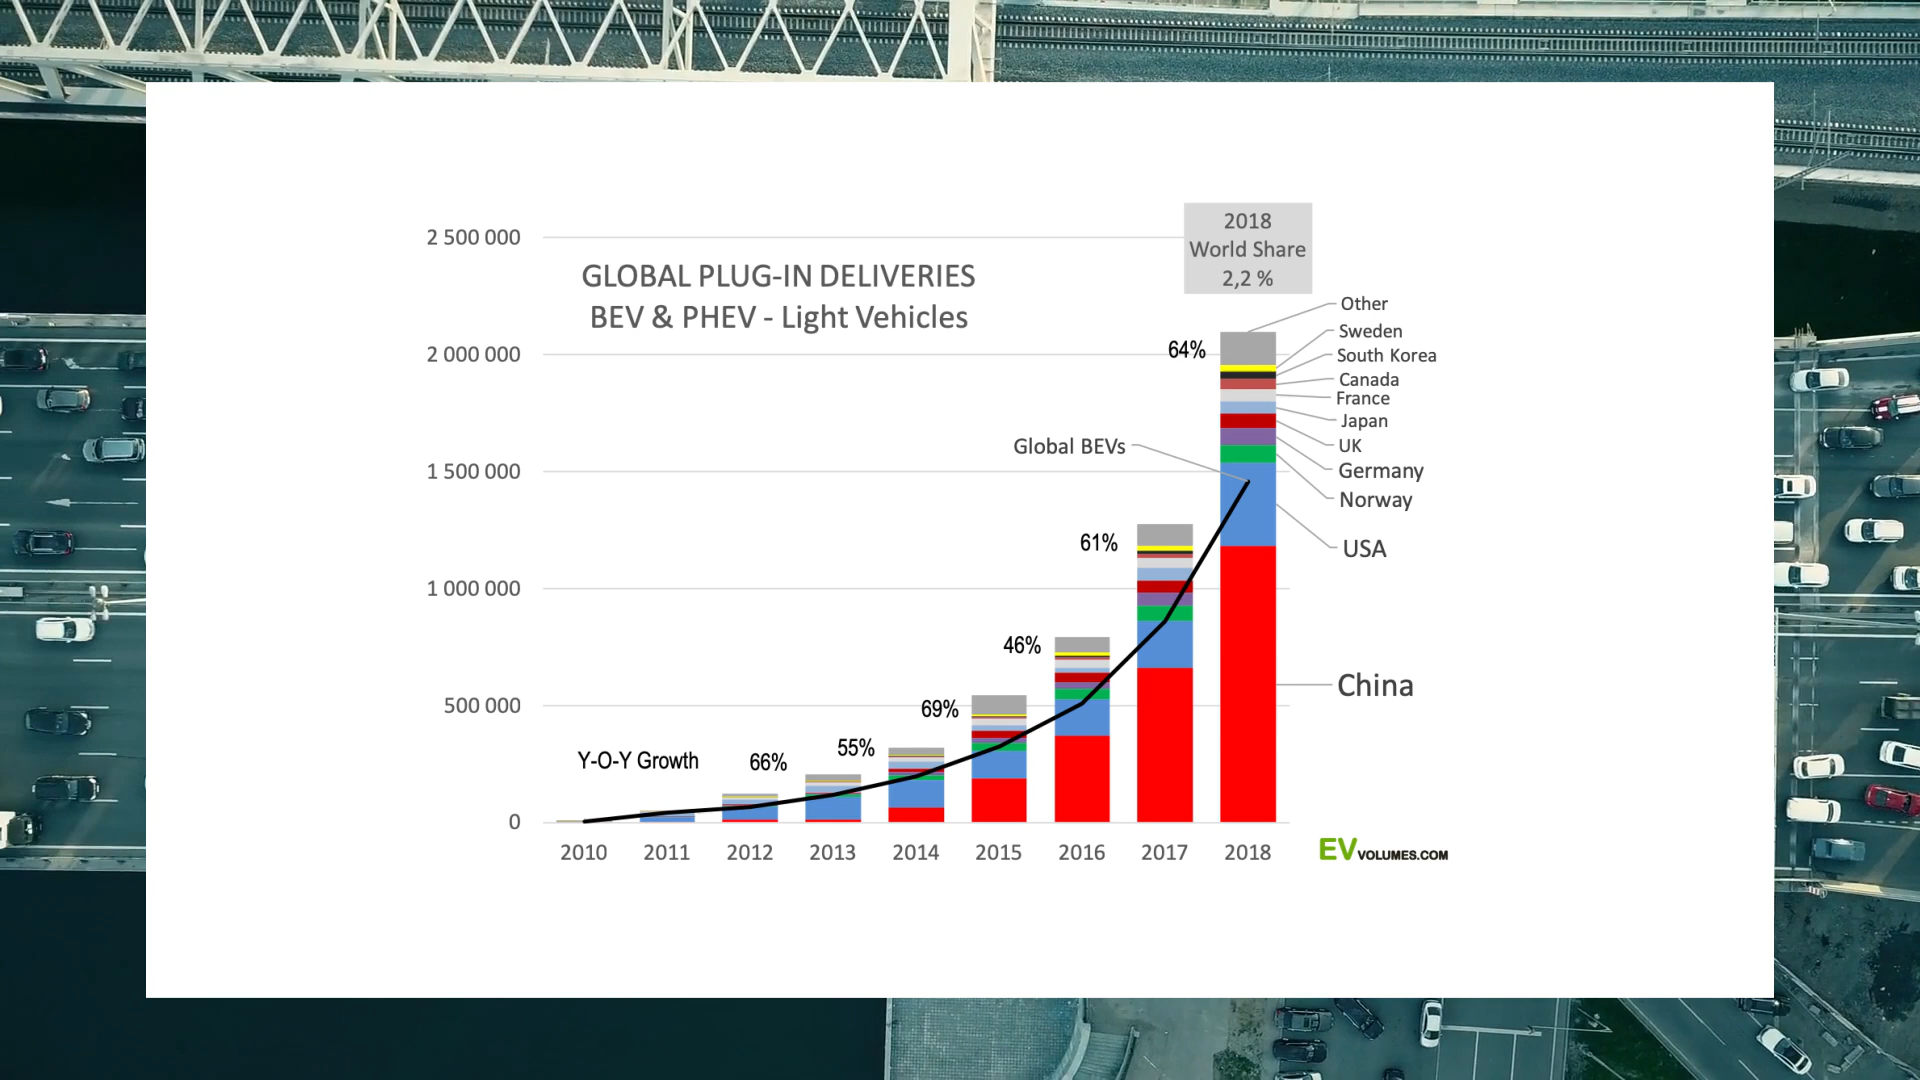 2018
World Share
2,2 %
2 500 000
GLOBAL PLUG-IN DELIVERIES
BEV & PHEV - Light Vehicles
Other
Sweden
2 000 000
64%
South Korea
Canada
France
Japan
Global BEVs
UK
1 500 000
Germany
Norway
61%
USA
1 000 000
46%
China
500 000
69%
55%
Y-O-Y Growth
66%
0
2010
2011
2012
2013
2014
2015
2016
2017
2018
EVVOLUMES.COM